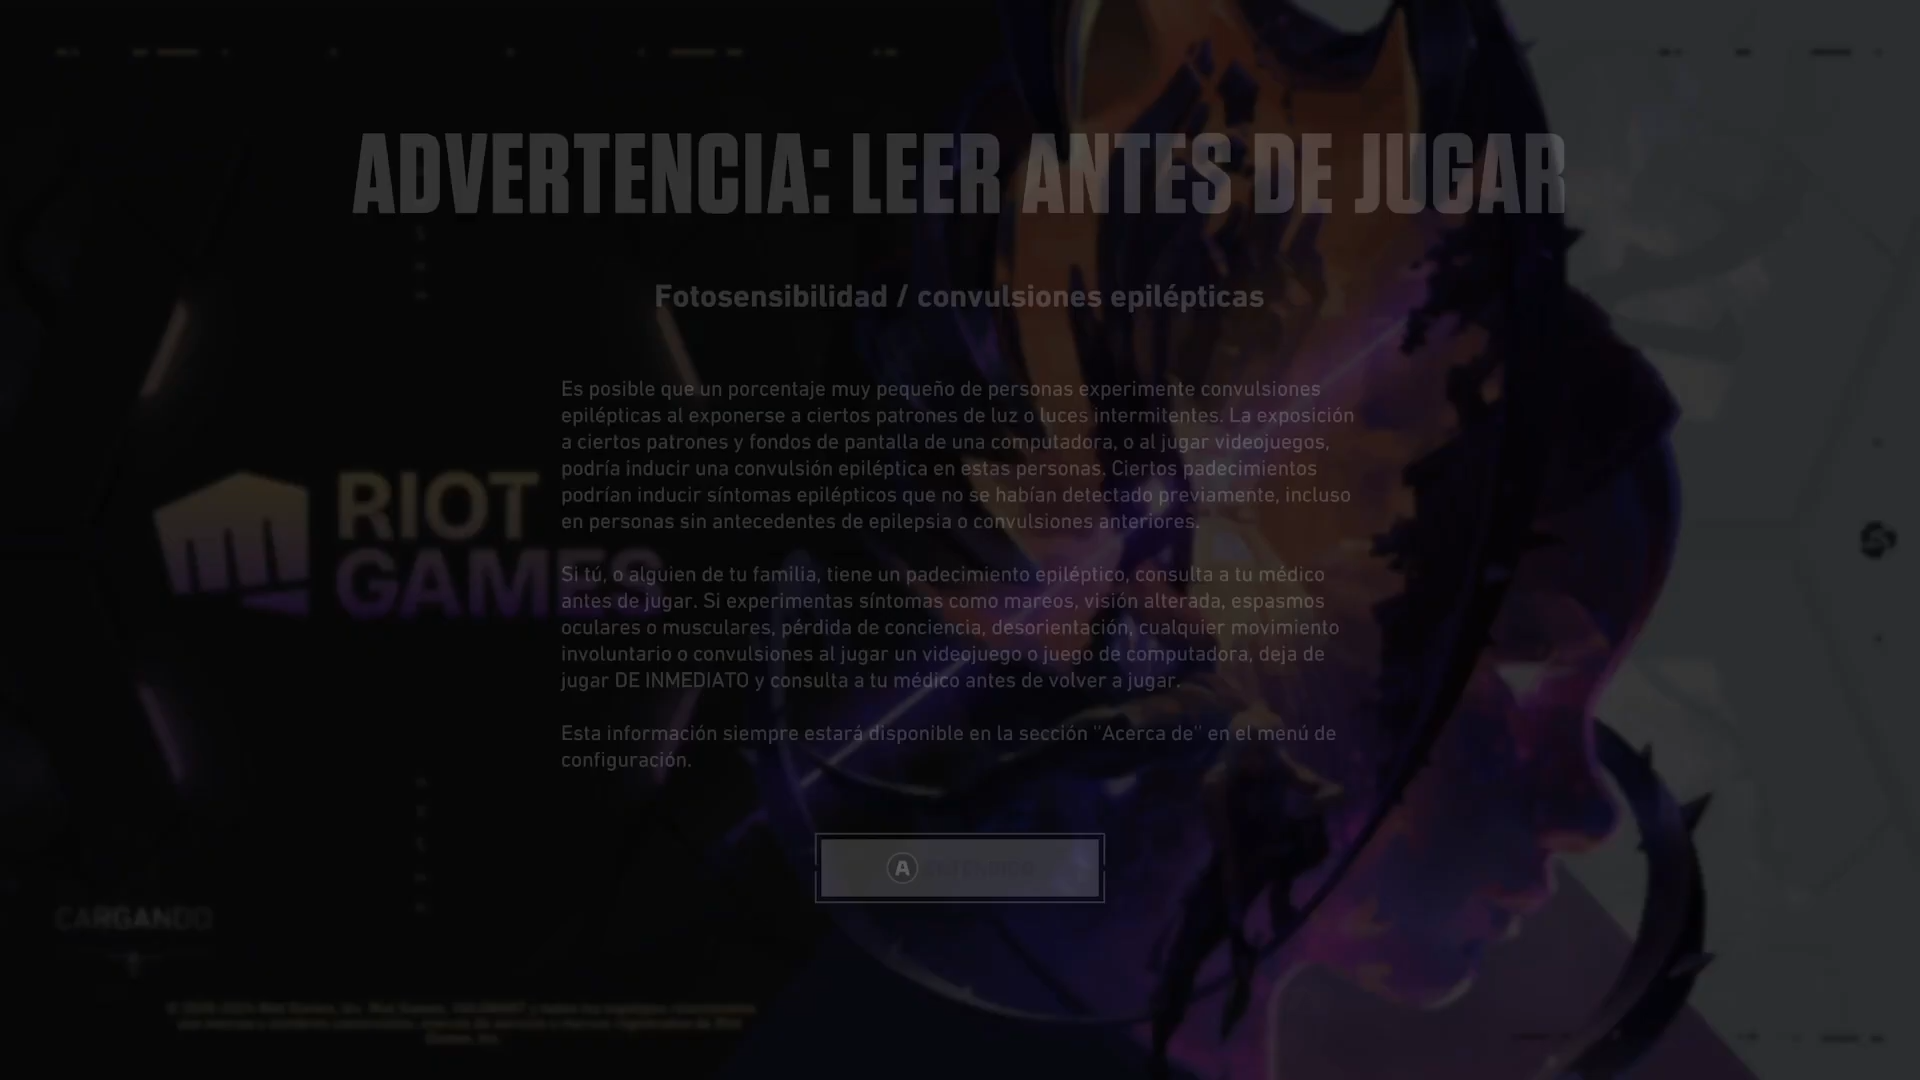 ADVERTENCIA: LEER ANTES DE JUGAR
Fotosensibilidad / convulsiones epilépticas
Es posible que un porcentaje muy pequeño de personas experimente convulsiones
epilépticas al exponerse a ciertos patrones de luz o luces intermitentes. La exposición
a ciertos patrones y fondos de pantalla de una computadora, o al jugar videojuegos,
podría inducir una convulsión epiléptica en estas personas. Ciertos padecimientos
podrían inducir síntomas epilépticos que no se habían detectado previamente, incluso
en personas sin antecedentes de epilepsia o convulsiones anteriores.
RIOT
GAMES
Si tú, o alguien de tu familia, tiene un padecimiento epiléptico, consulta a tu médico
antes de jugar. Si experimentas síntomas como mareos, visión alterada, espasmos
oculares o musculares, pérdida de conciencia, desorientación, cualquier movimiento
involuntario o convulsiones al jugar un videojuego o juego de computadora, deja de
jugar DE INMEDIATO y consulta a tu médico antes de volver a jugar.
Esta información siempre estará disponible en la sección "Acerca de" en el menú de
configuración.
A
CARGANDO